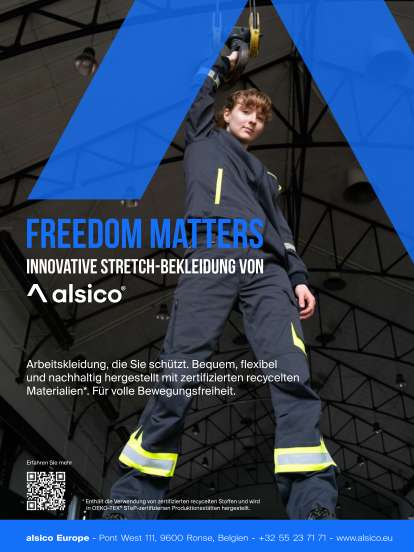 FREEDOM MATTERS
INNOVATIVE STRETCH-BEKLEIDUNG VON
alsico®
Arbeitskleidung, die Sie schützt. Bequem, flexibel
und nachhaltig hergestellt mit zertifizierten recycelten
Materialien*. Für volle Bewegungsfreiheit.
Erfahren Sie mehr
* Enthält die Verwendung von zertifizierten recycelten Stoffen und wird
in OEKO-TEX® STeP-zertifizierten Produktionsstätten hergestellt.
alsico Europe - Pont West 111, 9600 Ronse, Belgien - +32 55 23 71 71 - www.alsico.eu